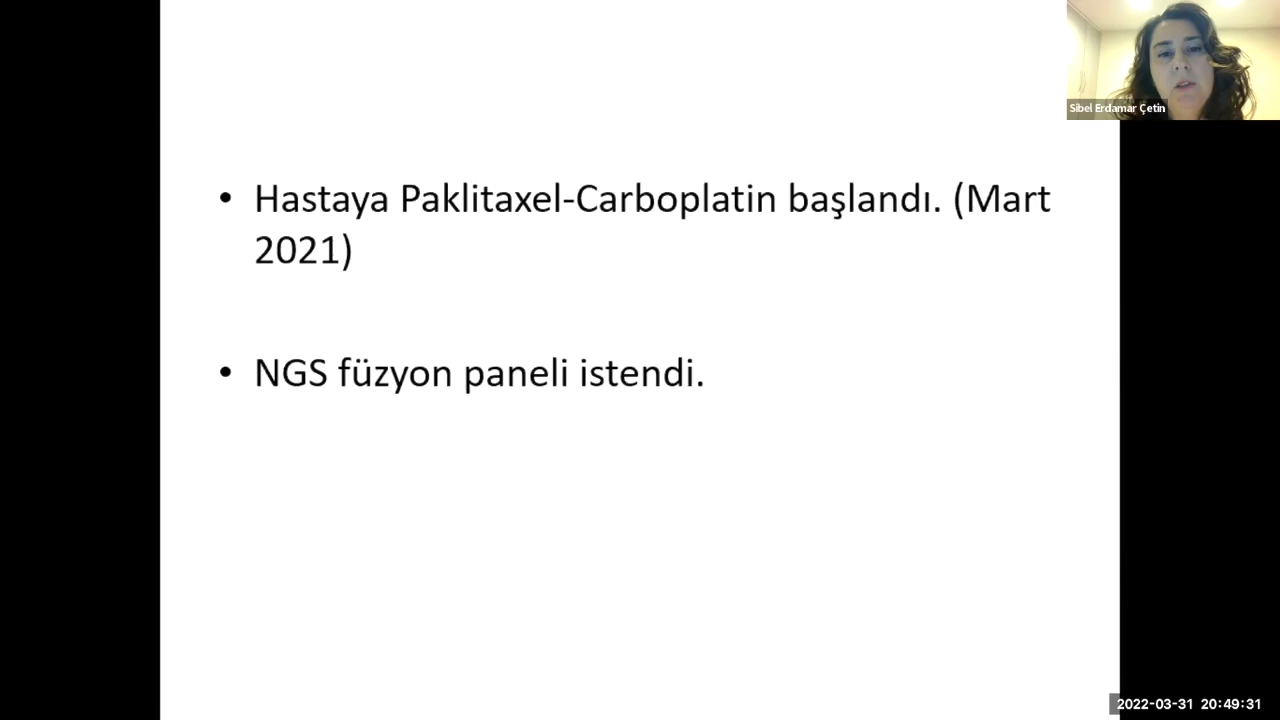 Sibel Erdamar Çetin
• Hastaya Paklitaxel-Carboplatin başlandı. (Mart
2021)
• NGS füzyon paneli istendi.
2022-03-31 20:49:31